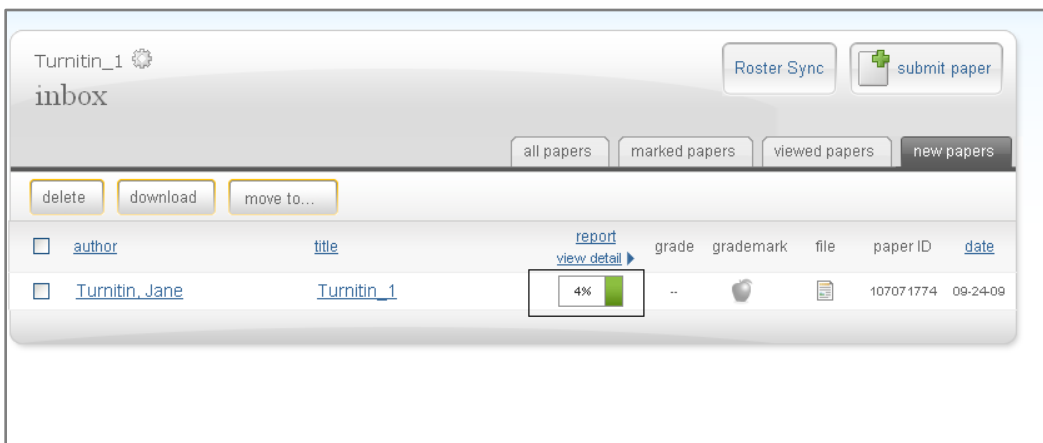 Turnitin_1
inbox
Roster Sync
submit paper
all papers marked papers viewed papers new papers
delete download move to...
author title report view detail grade grademark file paper ID date
Turnitin, Jane Turnitin_1 4% -- 107071774 09-24-09